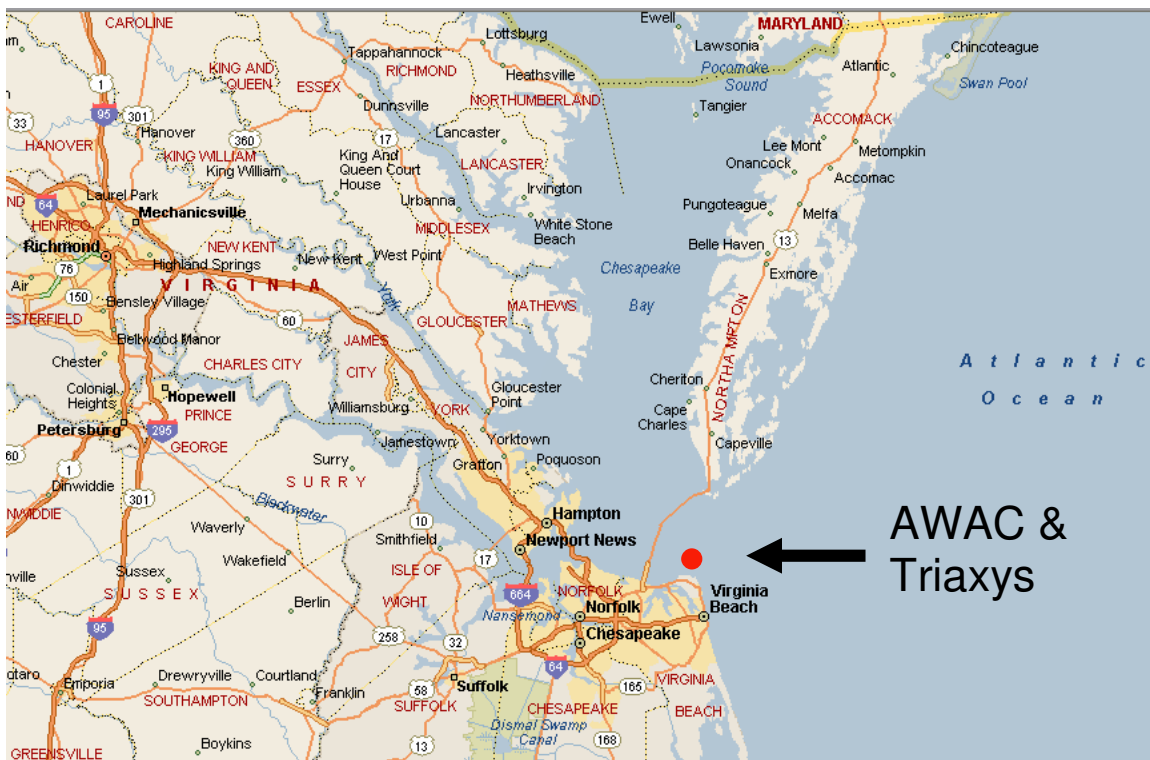 CAROLINE
Ewell
MARYLAND
Lottsburg
Lawsonia
Chincoteague
Tappahannock
KING AND
QUEEN
RICHMOND
Pocomoke
Sound
Atlantic
Heathsville
Swan Pool
1
ESSEX
95
301
Dunnsville
NORTHUMBERLAND
Tangier
33
Hanover
17
Lancaster
ACCOMACK
HANOVER
360
KING WILLIAM
King William
King And
Queen Court
House
LANCASTER
Lee Mont
Metompkin
Onancock
Accomac
64
Laurel Park
Irvington
Urbanna
Mechanicsville
White Stone
Beach
Pungoteague
Melfa
HENRICO
MIDDLESEX
Richmond
NEW KENT
New Kent
West Point
Belle Haven
13
76
Highland Springs
Chesapeake
Bay
Exmore
Air
VIRGINIA
York
150
Bensley Village
MATHEWS
ESTERFIELD
60
GLOUCESTER
NORTHAMPTON
Bellwood Manor
JAMES
CITY
Chester
CHARLES CITY
Atlantic
Ocean
Colonial
Heights
Hopewell
Williamsburg
Gloucester
Point
Cheriton
PRINCE
GEORGE
YORK
Cape
Charles
Petersburg
295
Jamestown
Yorktown
Capeville
60
1
Surry
Grafton
Poquoson
Dinwiddie
301
SURRY
NWIDDIE
Blackwater
Waverly
10
Hampton
AWAC &
Triaxys
Smithfield
17
Newport News
Wakefield
nville
Sussex
ISLE OF
WIGHT
664
NORFOLK
Virginia
Beach
SUSSEX
Berlin
Nansemond
Norfolk
95
258
32
Chesapeake
64
ataro
Emporia
Drewryville
Courtland
Suffolk
165
VIRGINIA
BEACH
SOUTHAMPTON
Franklin
58
SUFFOLK
CHESAPEAKE
Dismal Swamp
Canal
168
GREENSVILLE
Boykins
13